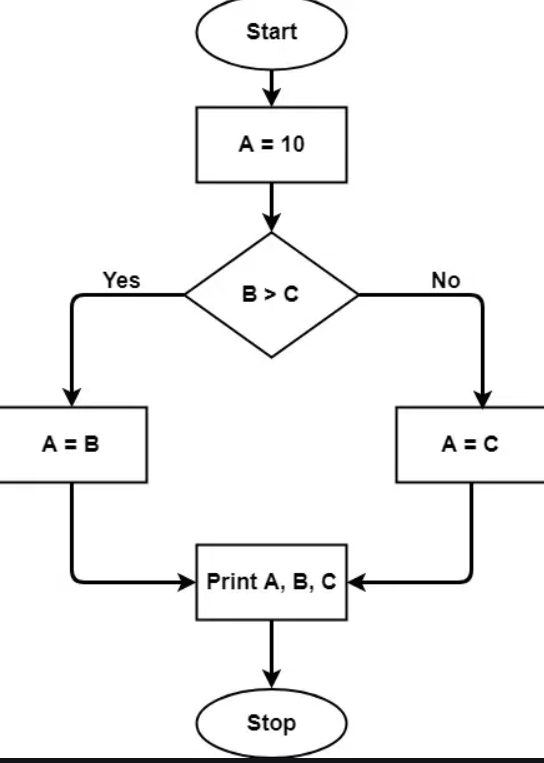 Start
A = 10
Yes
No
B > C
A = B
A = C
Print A, B, C
Stop